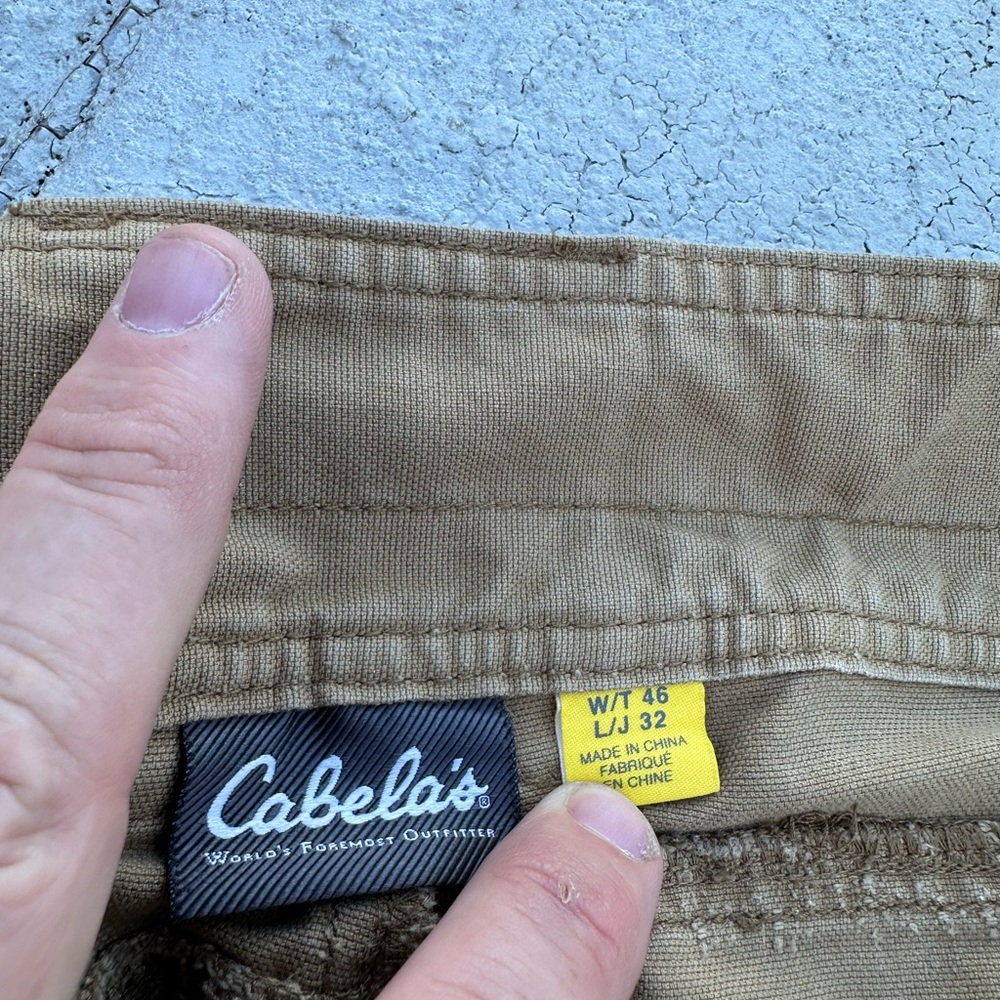 Cabela's®
World's Foremost Outfitter
W/T 46
L/J 32
MADE IN CHINA
FABRIQUÉ
EN CHINE